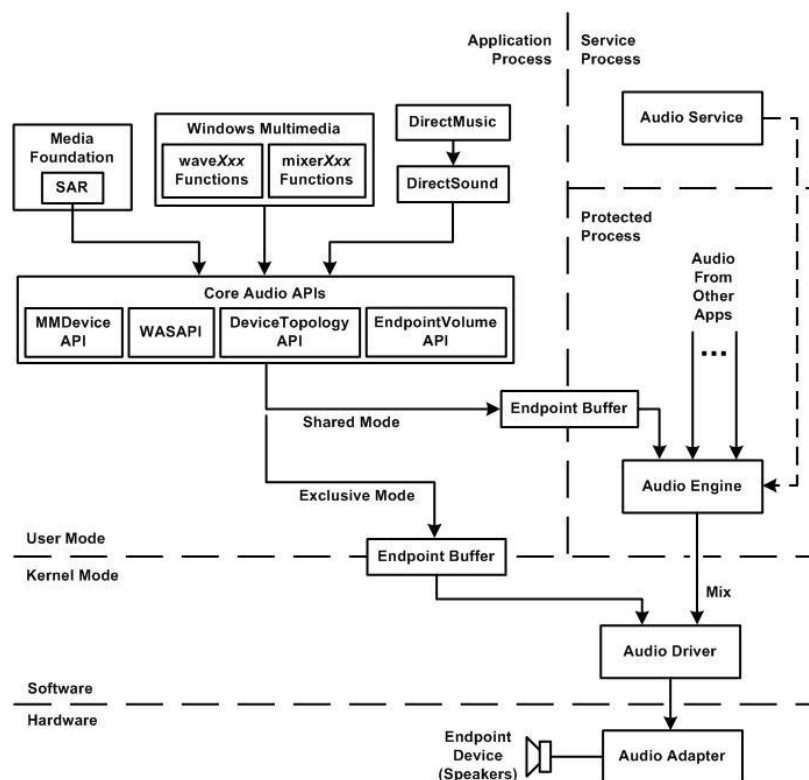 Application
Process
Service
Process
Audio Service
Media
Foundation
SAR
Windows Multimedia
waveXxx
Functions
mixerXxx
Functions
DirectMusic
DirectSound
Protected
Process
Audio
From
Other
Apps
...
Core Audio APIs
MMDevice
API
WASAPI
DeviceTopology
API
EndpointVolume
API
Shared Mode
Endpoint Buffer
Audio Engine
Exclusive Mode
User Mode
Endpoint Buffer
Kernel Mode
Mix
Audio Driver
Software
Hardware
Endpoint
Device
(Speakers)
Audio Adapter